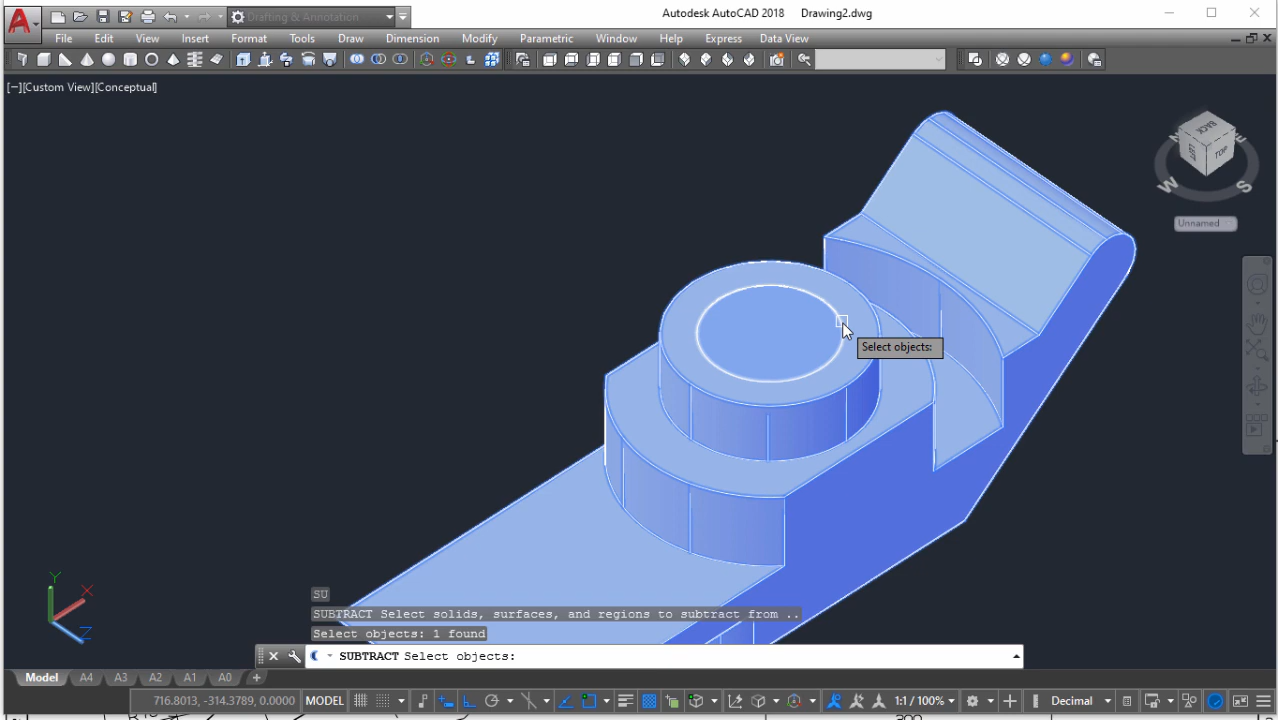 Drafting & Annotation
Autodesk AutoCAD 2018 Drawing2.dwg
File Edit View Insert Format Tools Draw Dimension Modify Parametric Window Help Express Data View
[−][Custom View][Conceptual]
BACK
TOP
W
S
Unnamed
Select objects:
Y
X
Z
SU
SUBTRACT Select solids, surfaces, and regions to subtract from ..
Select objects: 1 found
SUBTRACT Select objects:
Model A4 A3 A2 A1 A0 +
716.8013, -314.3789, 0.0000 MODEL 1:1 / 100% Decimal